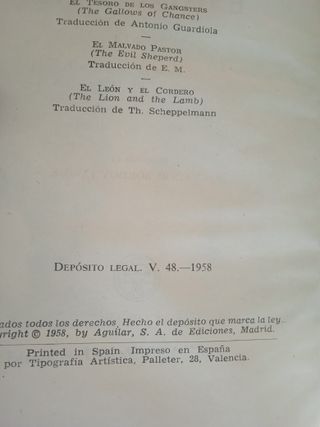 EL TESORO DE LOS GANGSTERS
(The Gallows of Chance)
Traducción de Antonio Guardiola
—
EL MALVADO PASTOR
(The Evil Sheperd)
Traducción de E. M.
—
EL LEÓN Y EL CORDERO
(The Lion and the Lamb)
Traducción de Th. Scheppelmann
DEPÓSITO LEGAL. V. 48.—1958
ados todos los derechos. Hecho el depósito que marca la ley.
yright © 1958, by Aguilar, S. A. de Ediciones, Madrid.
Printed in Spain. Impreso en España
por Tipografía Artística, Palleter, 28, Valencia.